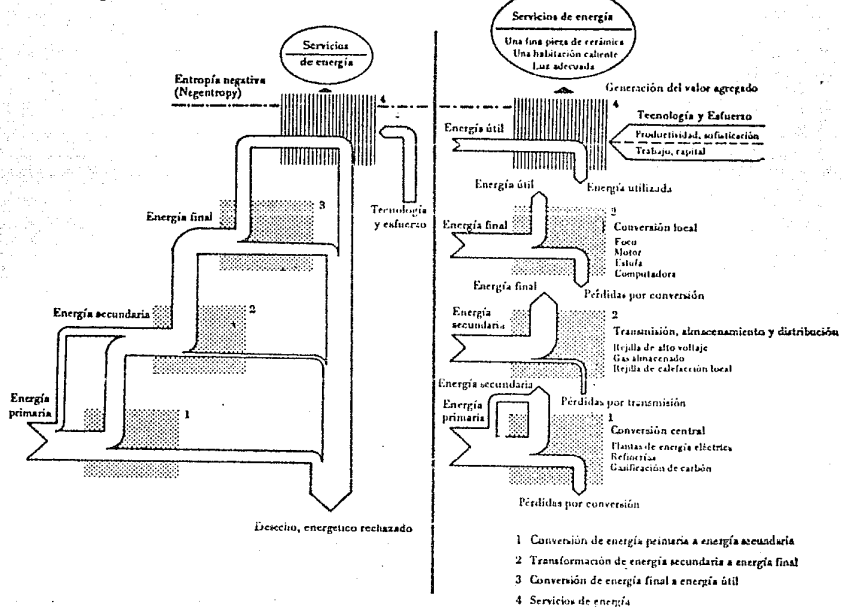 Servicios
de energía
Entropía negativa
(Negentropy)
4
Tecnología
y esfuerzo
3
Energía final
Energía secundaria
2
Energía
primaria
1
Desecho, energetico rechazado
Servicios de energía
Una fina pieza de cerámica
Una habitación caliente
Luz adecuada
Generación del valor agregado
4
Tecnología y Esfuerzo
Productividad, sofisticación
Trabajo, capital
Energía útil
Energía utilizada
Energía útil
2
Energía final
Conversión local
Foco
Motor
Estufa
Computadora
Pérdidas por conversión
Energía final
2
Energía
secundaria
Transmisión, almacenamiento y distribución
Rejilla de alto voltaje
Gas almacenado
Rejilla de calefacción local
Pérdidas por transmisión
Energía secundaria
Energía
primaria
1
Conversión central
Plantas de energía eléctrica
Refinerías
Gasificación de carbón
Pérdidas por conversión
1 Conversión de energía primaria a energía secundaria
2 Transformación de energía secundaria a energía final
3 Conversión de energía final a energía útil
4 Servicios de energía